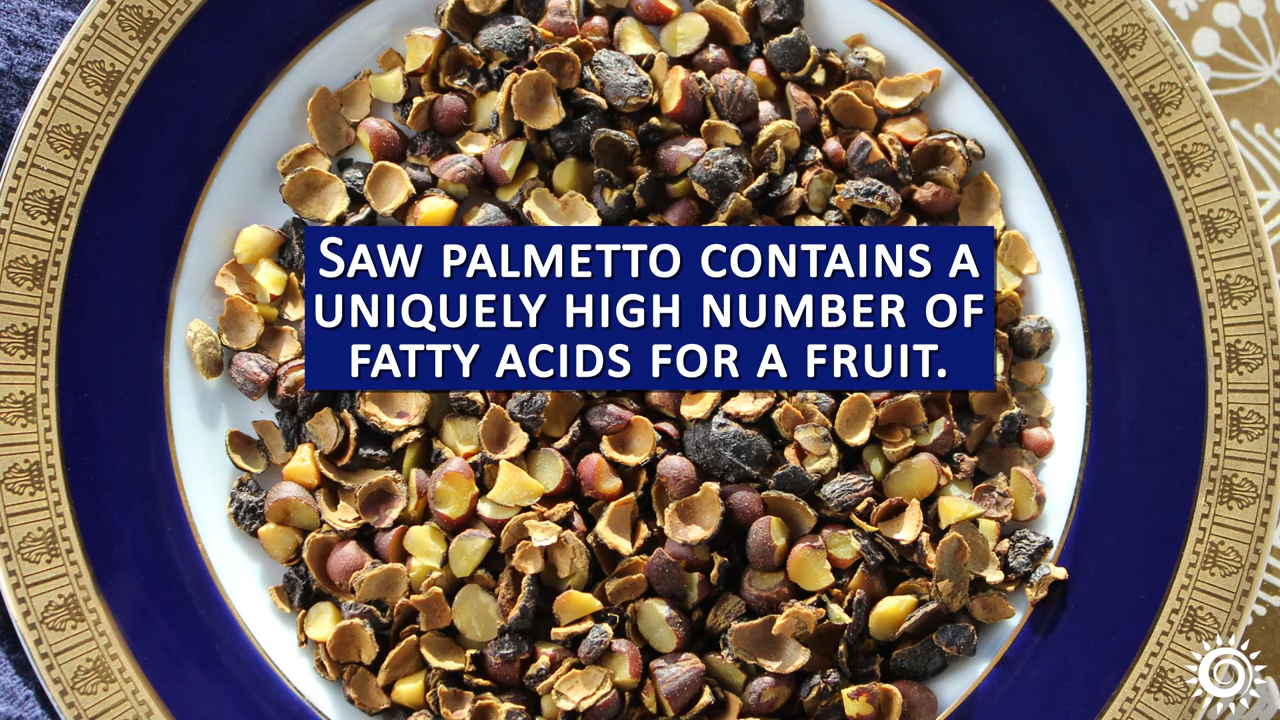 Saw palmetto contains a
uniquely high number of
fatty acids for a fruit.